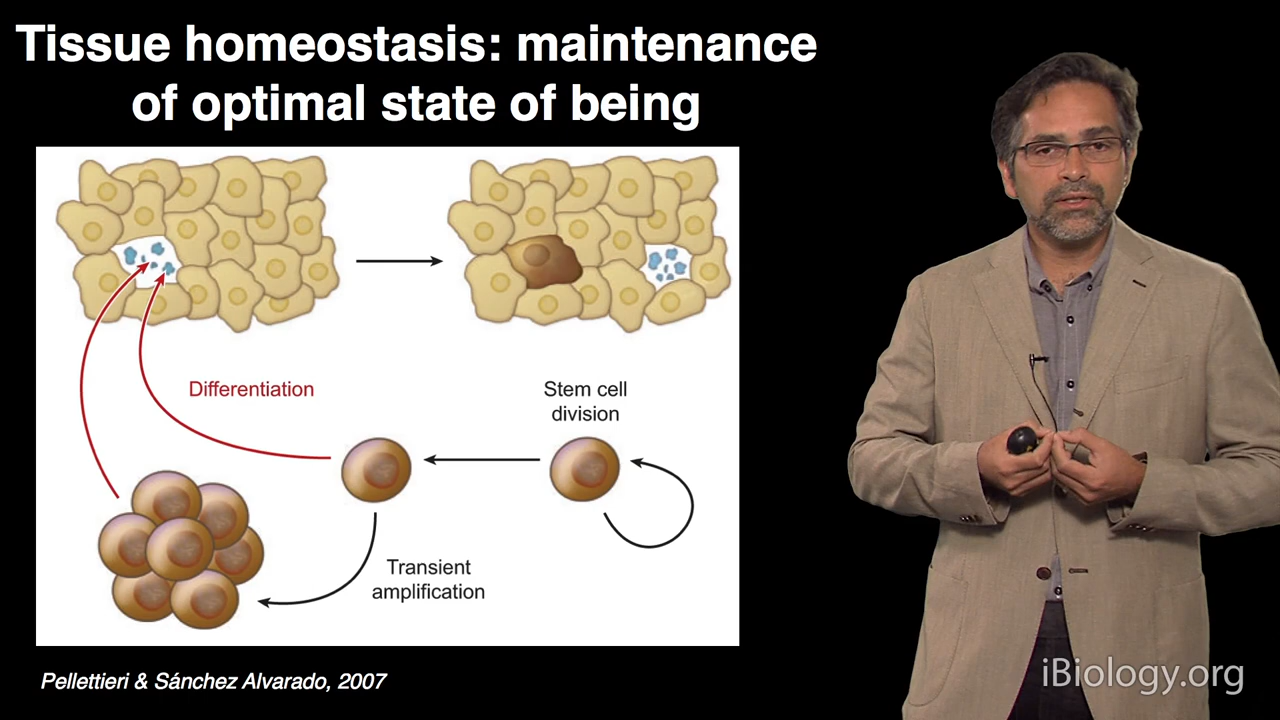 Tissue homeostasis: maintenance
of optimal state of being
Differentiation
Stem cell
division
Transient
amplification
Pellettieri & Sánchez Alvarado, 2007
iBiology.org